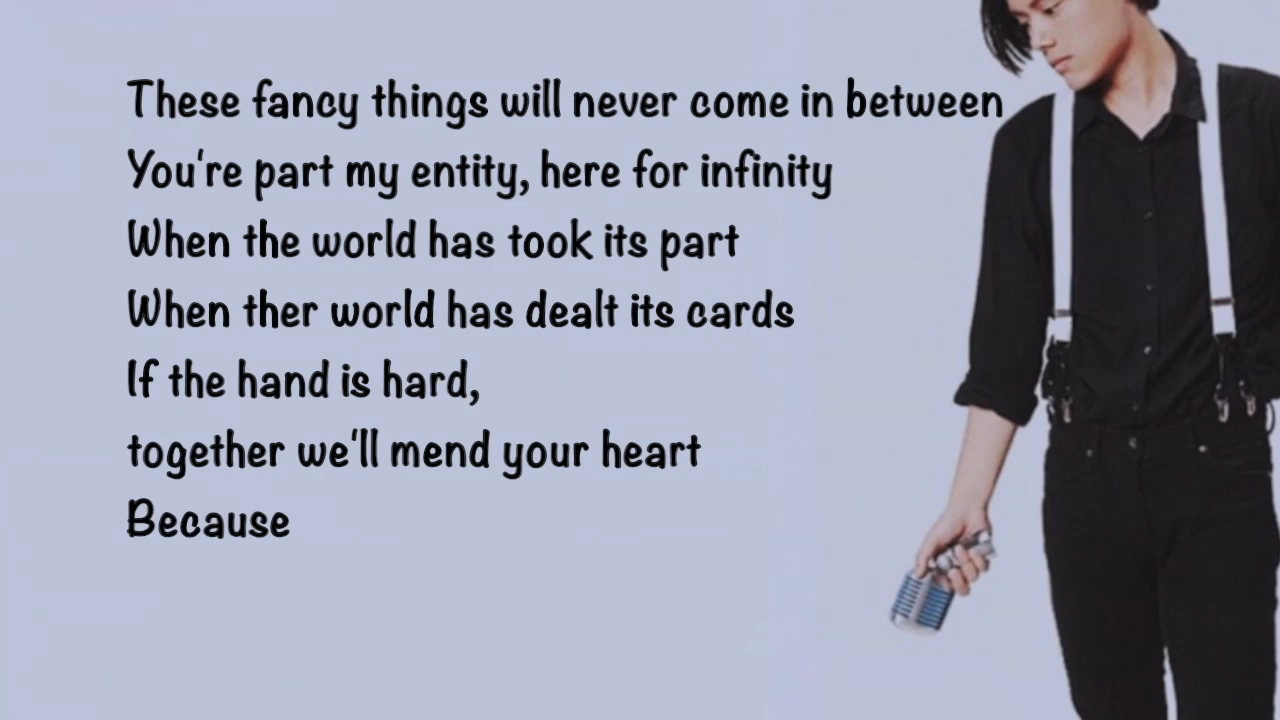 These fancy things will never come in between
You're part my entity, here for infinity
When the world has took its part
When ther world has dealt its cards
If the hand is hard,
together we'll mend your heart
Because